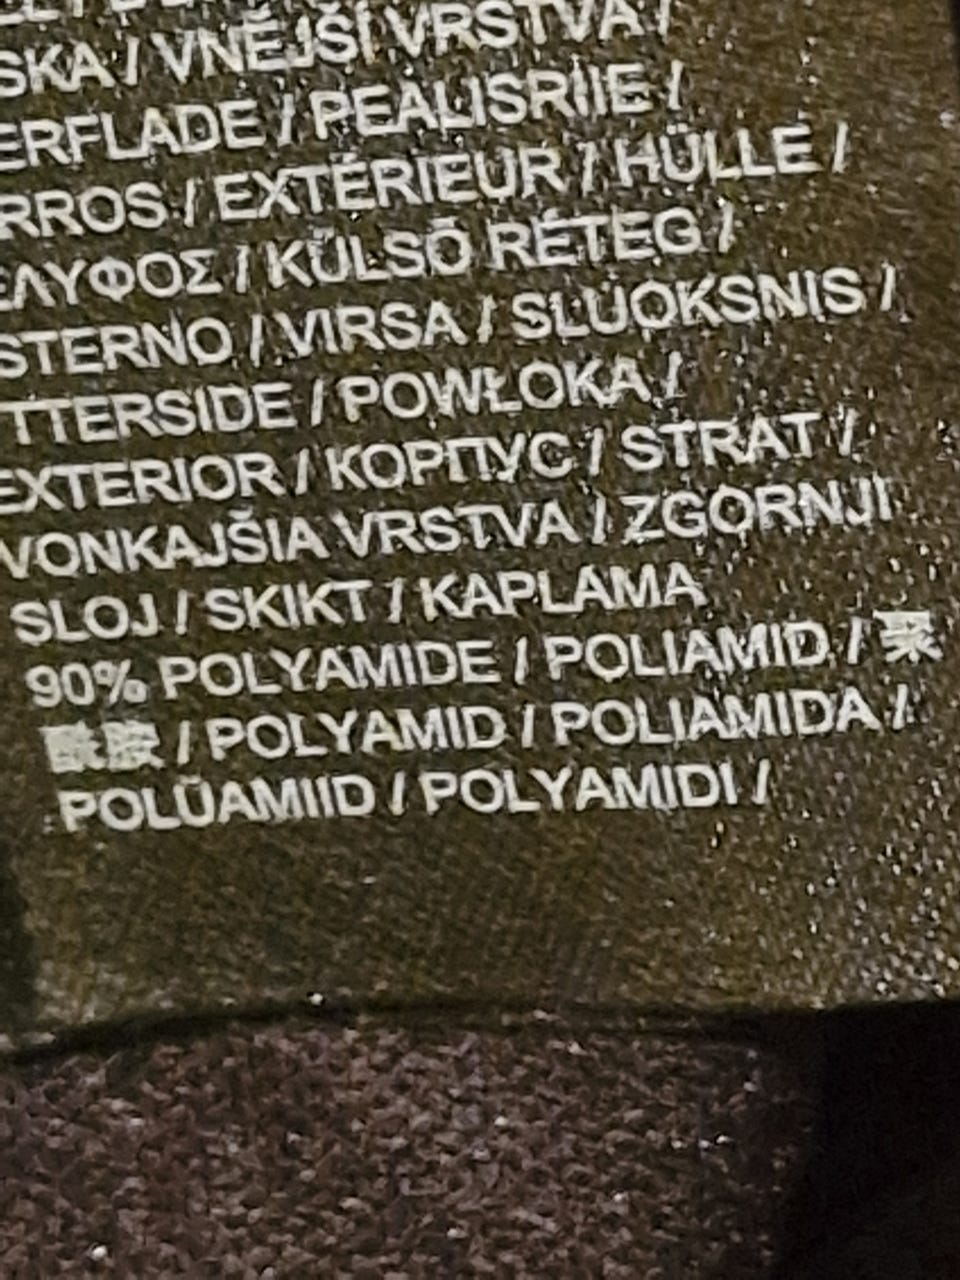 SKA / VNĚJŠÍ VRSTVA /
ERFLADE / PEALISRIIE /
RROS / EXTÉRIEUR / HÜLLE /
ΈΛΥΦΟΣ / KÜLSŐ RÉTEG /
STERNO / VIRSA / SLUOKSNIS /
TTERSIDE / POWŁOKA /
EXTERIOR / КОРПУС / STRAT /
VONKAJŠIA VRSTVA / ZGORNJI
SLOJ / SKIKT / KAPLAMA
90% POLYAMIDE / POLIAMID / 聚
酰胺 / POLYAMID / POLIAMIDA /
POLÜAMIID / POLYAMIDI /